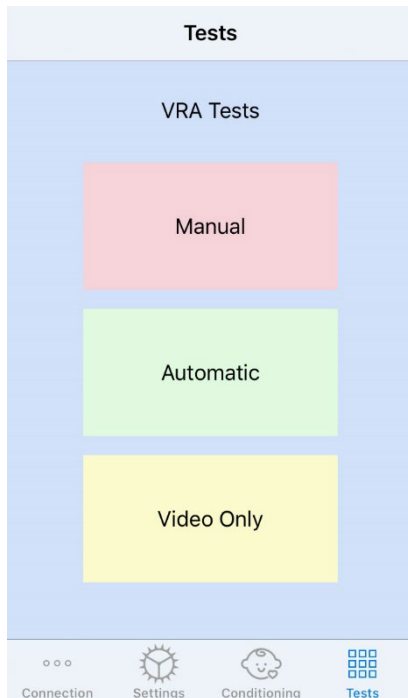 Tests
VRA Tests
Manual
Automatic
Video Only
Connection Settings Conditioning Tests